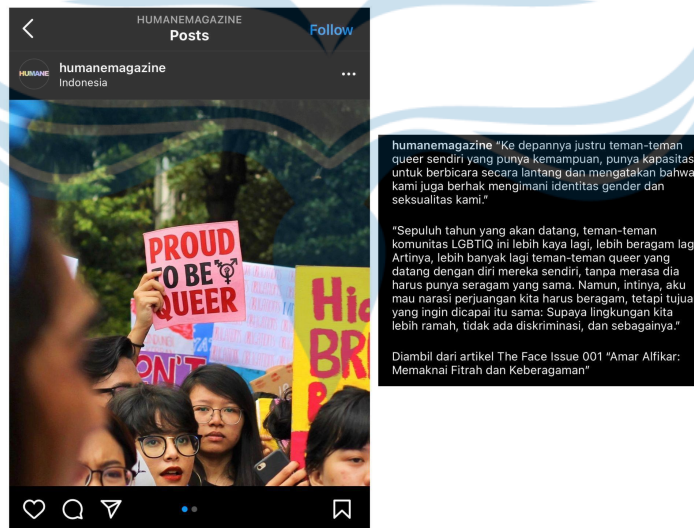 HUMANEMAGAZINE
Posts
Follow
HUMANE
humanemagazine
Indonesia
PROUD
TO BE
QUEER
ON'T
Hi
BR
humanemagazine “Ke depannya justru teman-teman
queer sendiri yang punya kemampuan, punya kapasitas
untuk berbicara secara lantang dan mengatakan bahwa
kami juga berhak mengimani identitas gender dan
seksualitas kami.”
“Sepuluh tahun yang akan datang, teman-teman
komunitas LGBTIQ ini lebih kaya lagi, lebih beragam lag
Artinya, lebih banyak lagi teman-teman queer yang
datang dengan diri mereka sendiri, tanpa merasa dia
harus punya seragam yang sama. Namun, intinya, aku
mau narasi perjuangan kita harus beragam, tetapi tujua
yang ingin dicapai itu sama: Supaya lingkungan kita
lebih ramah, tidak ada diskriminasi, dan sebagainya.”
Diambil dari artikel The Face Issue 001 “Amar Alfikar:
Memaknai Fitrah dan Keberagaman”